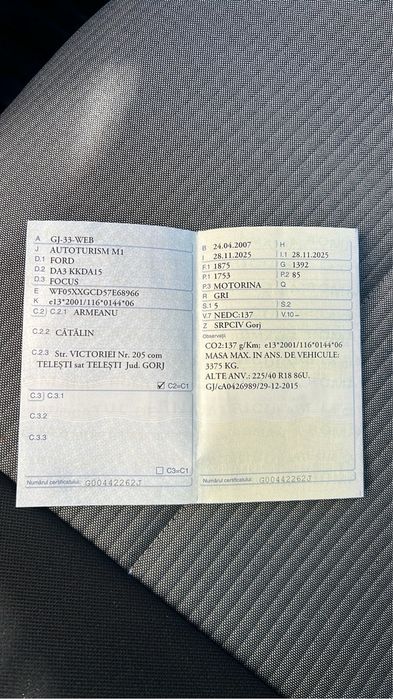 A GJ-33-WEB
J AUTOTURISM M1
D.1 FORD
D.2 DA3 KKDA15
D.3 FOCUS
E WF05XXGCD57E68966
K e13*2001/116*0144*06
C.2 C.2.1 ARMEANU
C.2.2 CĂTĂLIN
C.2.3 Str. VICTORIEI Nr. 205 com
TELEȘTI sat TELEȘTI Jud. GORJ
C2=C1
C.3 C.3.1
C.3.2
C.3.3
C3=C1
Numărul certificatului: G00442262J
B 24.04.2007 H
I 28.11.2025 I.1 28.11.2025
F.1 1875 G 1392
P.1 1753 P.2 85
P.3 MOTORINA Q
R GRI
S.1 5 S.2
V.7 NEDC:137 V.10 –
Z SRPCIV Gorj
Observații
CO2:137 g/Km; e13*2001/116*0144*06
MASA MAX. IN ANS. DE VEHICULE:
3375 KG.
ALTE ANV.: 225/40 R18 86U.
GJ/cA0426989/29-12-2015
Numărul certificatului: G00442262J